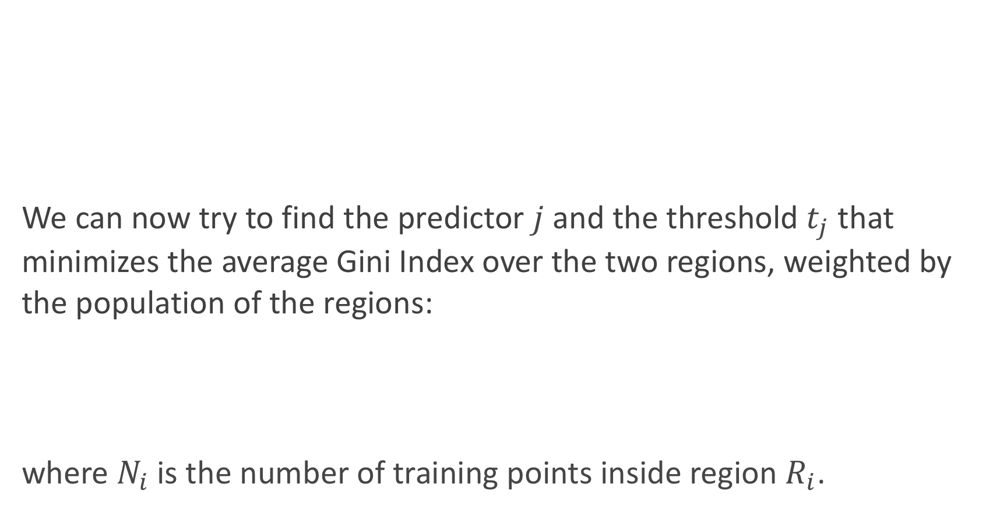 We can now try to find the predictor j and the threshold t_j that
minimizes the average Gini Index over the two regions, weighted by
the population of the regions:
where N_i is the number of training points inside region R_i.